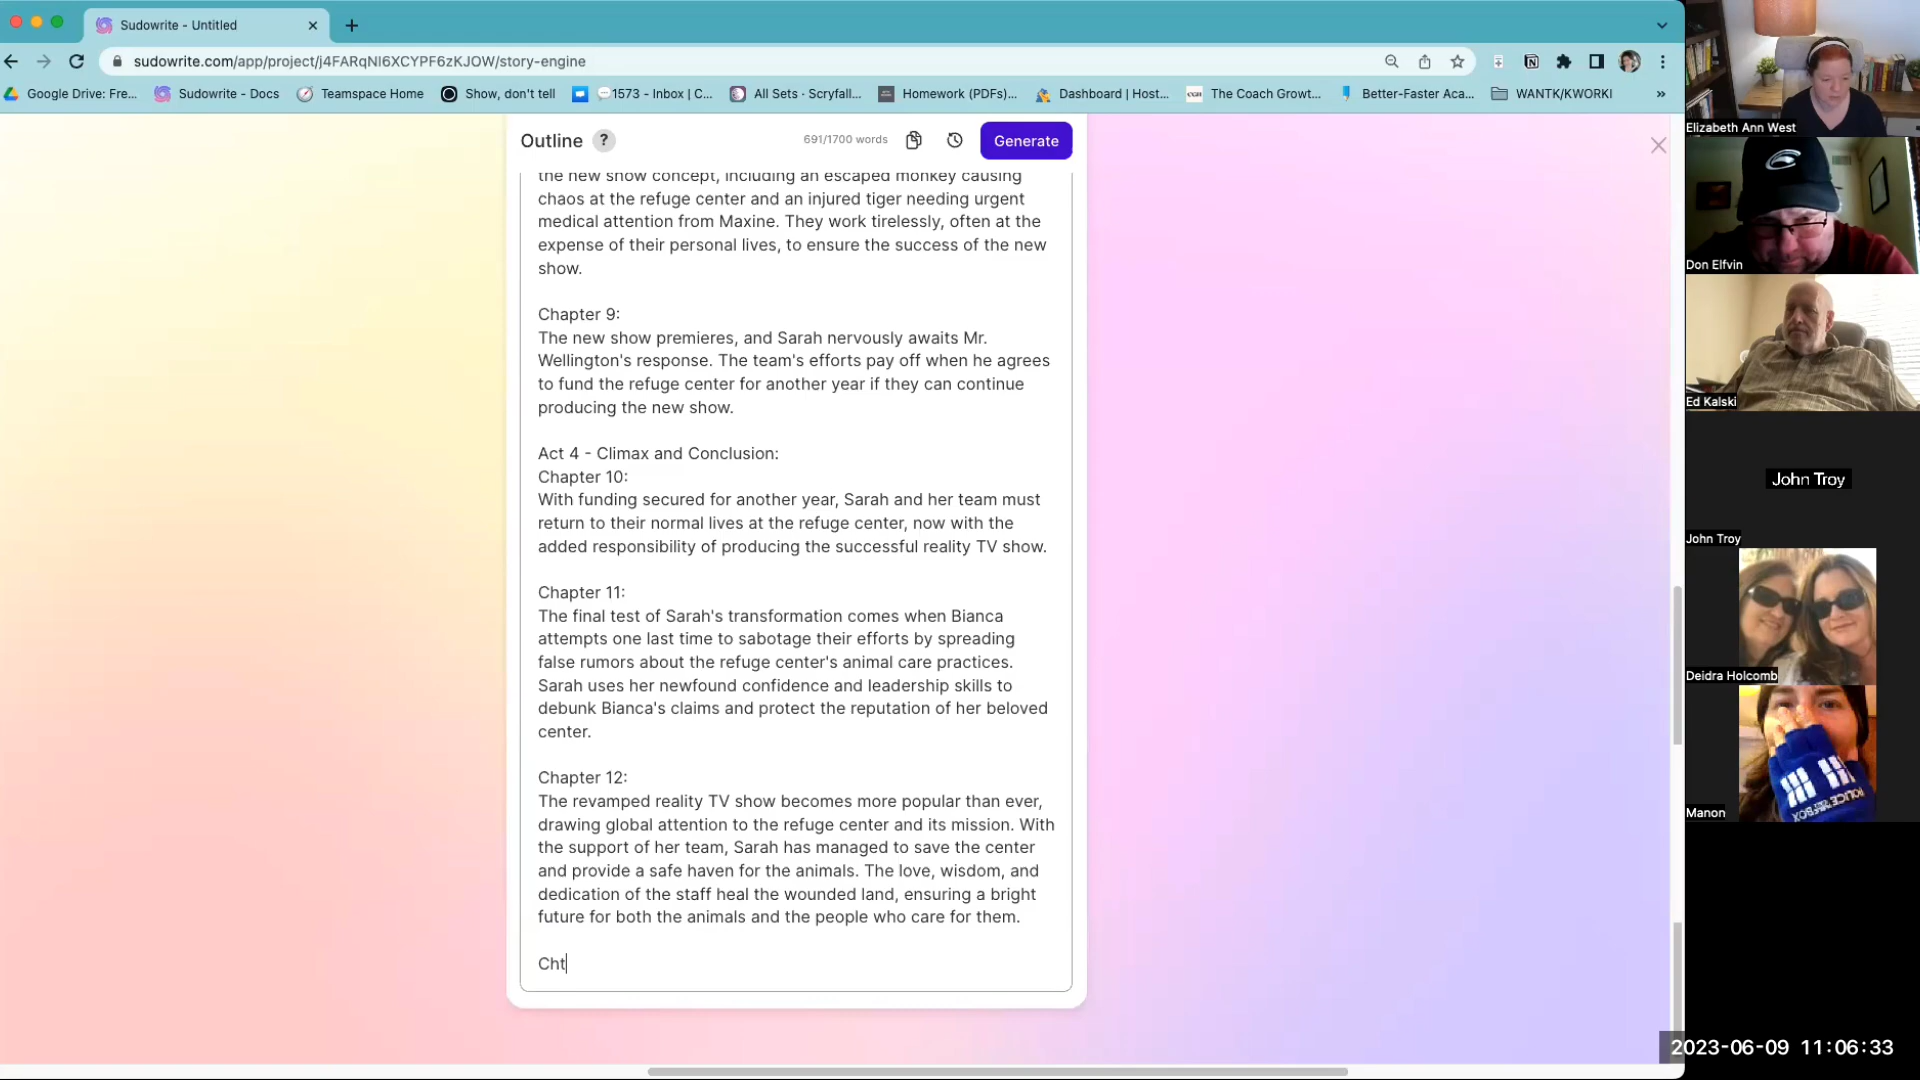 Sudowrite - Untitled
sudowrite.com/app/project/j4FARqNI6XCYPF6zKJOW/story-engine
Google Drive: Fre...
Sudowrite - Docs
Teamspace Home
Show, don't tell
1573 - Inbox | C...
All Sets · Scryfall...
Homework (PDFs)...
Dashboard | Host...
The Coach Growt...
Better-Faster Aca...
WANTK/KWORKI
»
Outline ?
691/1700 words
Generate
the new show concept, including an escaped monkey causing
chaos at the refuge center and an injured tiger needing urgent
medical attention from Maxine. They work tirelessly, often at the
expense of their personal lives, to ensure the success of the new
show.
Chapter 9:
The new show premieres, and Sarah nervously awaits Mr.
Wellington's response. The team's efforts pay off when he agrees
to fund the refuge center for another year if they can continue
producing the new show.
Act 4 - Climax and Conclusion:
Chapter 10:
With funding secured for another year, Sarah and her team must
return to their normal lives at the refuge center, now with the
added responsibility of producing the successful reality TV show.
Chapter 11:
The final test of Sarah's transformation comes when Bianca
attempts one last time to sabotage their efforts by spreading
false rumors about the refuge center's animal care practices.
Sarah uses her newfound confidence and leadership skills to
debunk Bianca's claims and protect the reputation of her beloved
center.
Chapter 12:
The revamped reality TV show becomes more popular than ever,
drawing global attention to the refuge center and its mission. With
the support of her team, Sarah has managed to save the center
and provide a safe haven for the animals. The love, wisdom, and
dedication of the staff heal the wounded land, ensuring a bright
future for both the animals and the people who care for them.
Cht
Elizabeth Ann West
Don Elfvin
Ed Kalski
John Troy
John Troy
Deidra Holcomb
POLICE BOX
Manon
2023-06-09 11:06:33